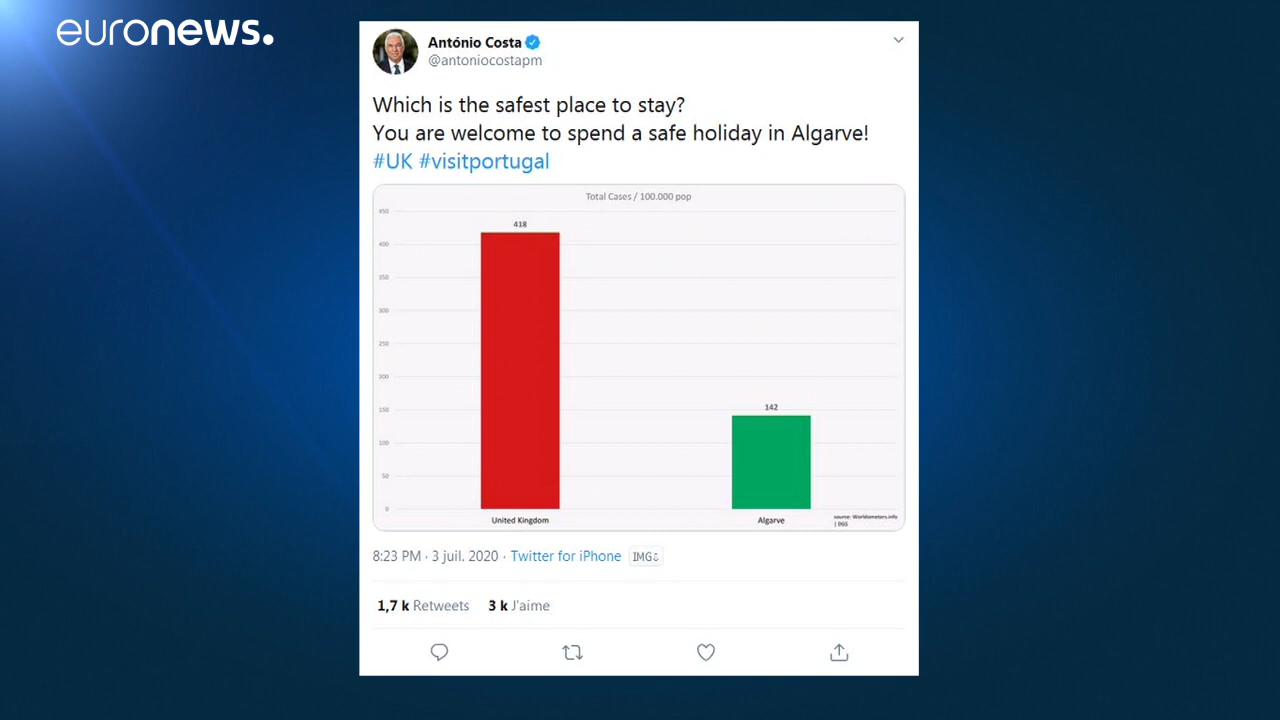 euronews.
António Costa
@antoniocostapm
Which is the safest place to stay?
You are welcome to spend a safe holiday in Algarve!
#UK #visitportugal
Total Cases / 100.000 pop
450
418
400
350
300
250
200
150
142
100
50
0
United Kingdom
Algarve
source: Worldometers.info
| DGS
8:23 PM · 3 juil. 2020 · Twitter for iPhone
1,7 k Retweets 3 k J'aime